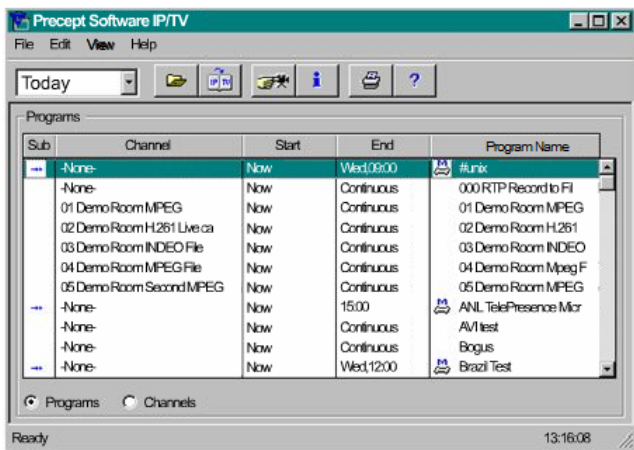 Precept Software IP/TV
File Edit View Help
Today
IP TV
i
?
Programs
Sub Channel Start End Program Name
-None- Now Wed,09:00 M #unix
-None- Now Continuous 000 RTP Record to Fil
01 Demo Room MPEG Now Continuous 01 Demo Room MPEG
02 Demo Room H.261 Live ca Now Continuous 02 Demo Room H.261
03 Demo Room INDEO File Now Continuous 03 Demo Room INDEO
04 Demo Room MPEG File Now Continuous 04 Demo Room Mpeg F
05 Demo Room Second MPEG Now Continuous 05 Demo Room MPEG
-None- Now 15:00 M ANL TelePresence Micr
-None- Now Continuous AVI test
-None- Now Continuous Bogus
-None- Now Wed,12:00 M Brazil Test
Programs Channels
Ready 13:16:08